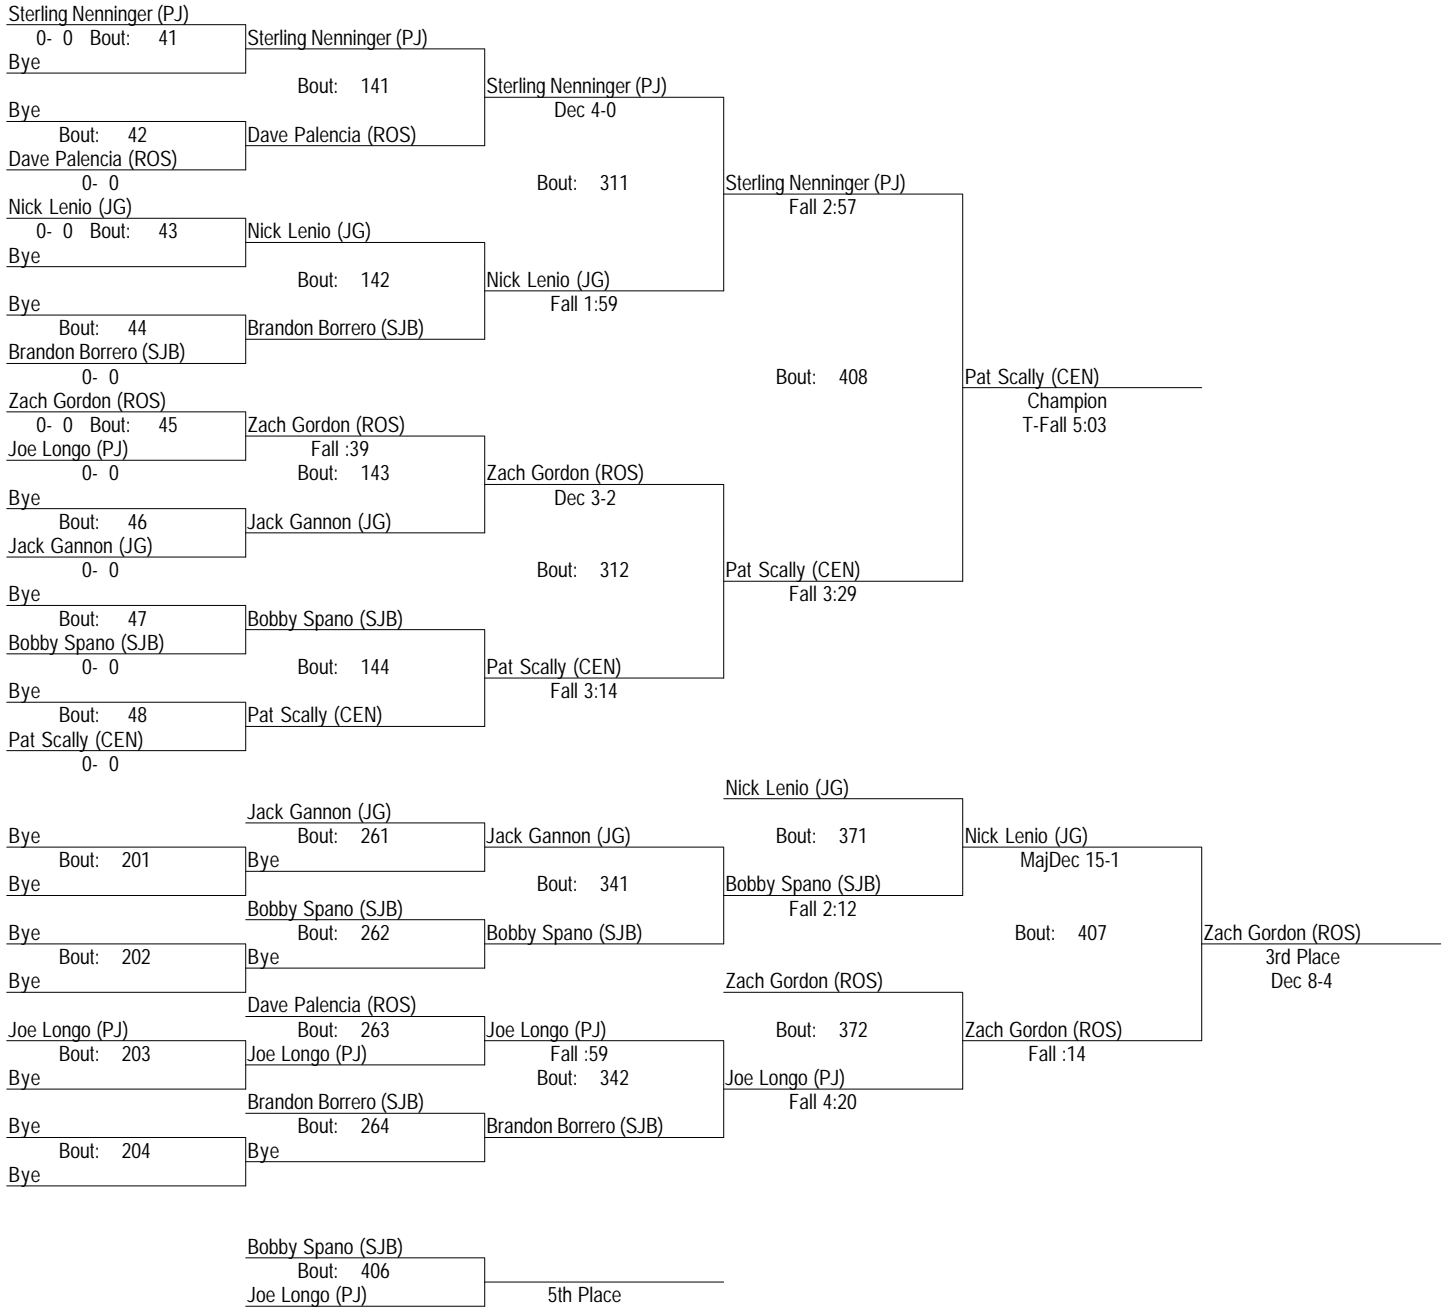 Sterling Nenninger (PJ)
0- 0 Bout: 41
Sterling Nenninger (PJ)
Bye
Bout: 141
Sterling Nenninger (PJ)
Bye
Dec 4-0
Bout: 42
Dave Palencia (ROS)
Dave Palencia (ROS)
0- 0
Bout: 311
Sterling Nenninger (PJ)
Nick Lenio (JG)
Fall 2:57
0- 0 Bout: 43
Nick Lenio (JG)
Bye
Bout: 142
Nick Lenio (JG)
Bye
Fall 1:59
Bout: 44
Brandon Borrero (SJB)
Brandon Borrero (SJB)
0- 0
Bout: 408
Pat Scally (CEN)
Zach Gordon (ROS)
Champion
0- 0 Bout: 45
Zach Gordon (ROS)
T-Fall 5:03
Joe Longo (PJ)
Fall :39
0- 0
Bout: 143
Zach Gordon (ROS)
Bye
Dec 3-2
Bout: 46
Jack Gannon (JG)
Jack Gannon (JG)
0- 0
Bout: 312
Pat Scally (CEN)
Bye
Fall 3:29
Bout: 47
Bobby Spano (SJB)
Bobby Spano (SJB)
0- 0
Bout: 144
Pat Scally (CEN)
Bye
Fall 3:14
Bout: 48
Pat Scally (CEN)
Pat Scally (CEN)
0- 0
Nick Lenio (JG)
Jack Gannon (JG)
Bye
Bout: 261
Jack Gannon (JG)
Bout: 371
Nick Lenio (JG)
Bout: 201
Bye
MajDec 15-1
Bye
Bout: 341
Bobby Spano (SJB)
Bobby Spano (SJB)
Fall 2:12
Bye
Bout: 262
Bobby Spano (SJB)
Bout: 407
Zach Gordon (ROS)
Bout: 202
Bye
3rd Place
Bye
Zach Gordon (ROS)
Dec 8-4
Dave Palencia (ROS)
Joe Longo (PJ)
Bout: 263
Joe Longo (PJ)
Bout: 372
Zach Gordon (ROS)
Bout: 203
Joe Longo (PJ)
Fall :59
Fall :14
Bye
Bout: 342
Joe Longo (PJ)
Brandon Borrero (SJB)
Fall 4:20
Bye
Bout: 264
Brandon Borrero (SJB)
Bout: 204
Bye
Bye
Bobby Spano (SJB)
Bout: 406
Joe Longo (PJ)
5th Place